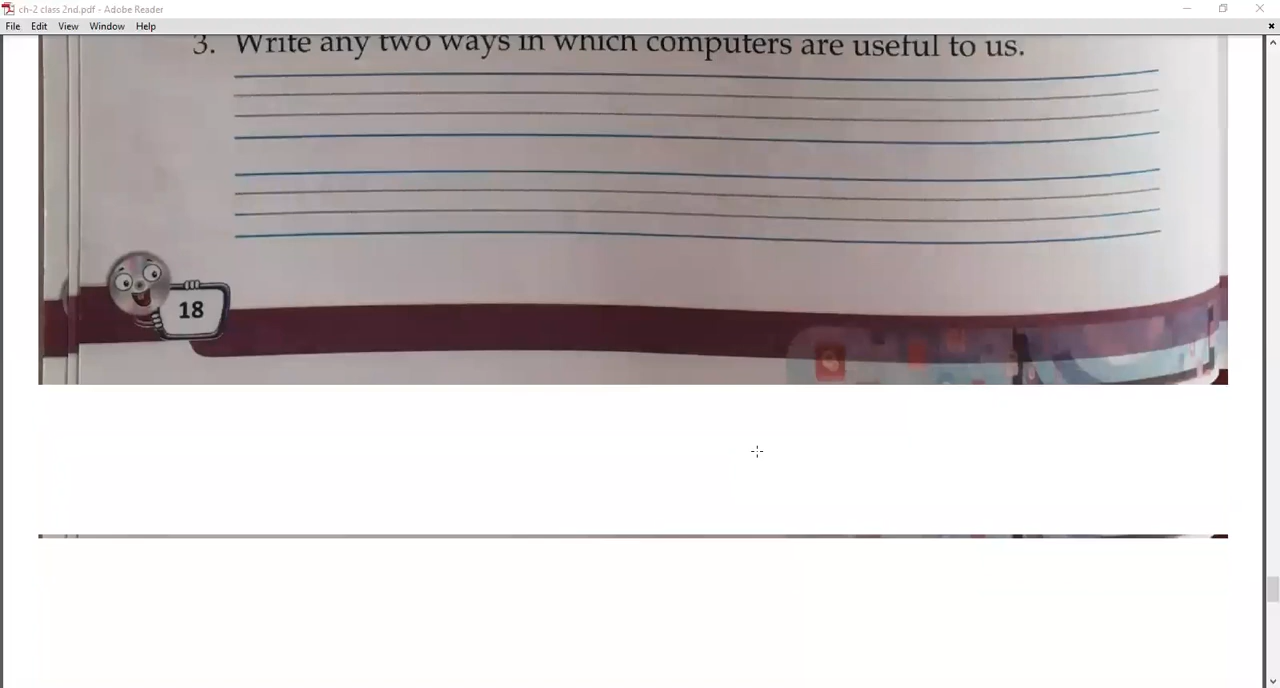 ch-2 class 2nd.pdf - Adobe Reader
File Edit View Window Help
3. Write any two ways in which computers are useful to us.
18